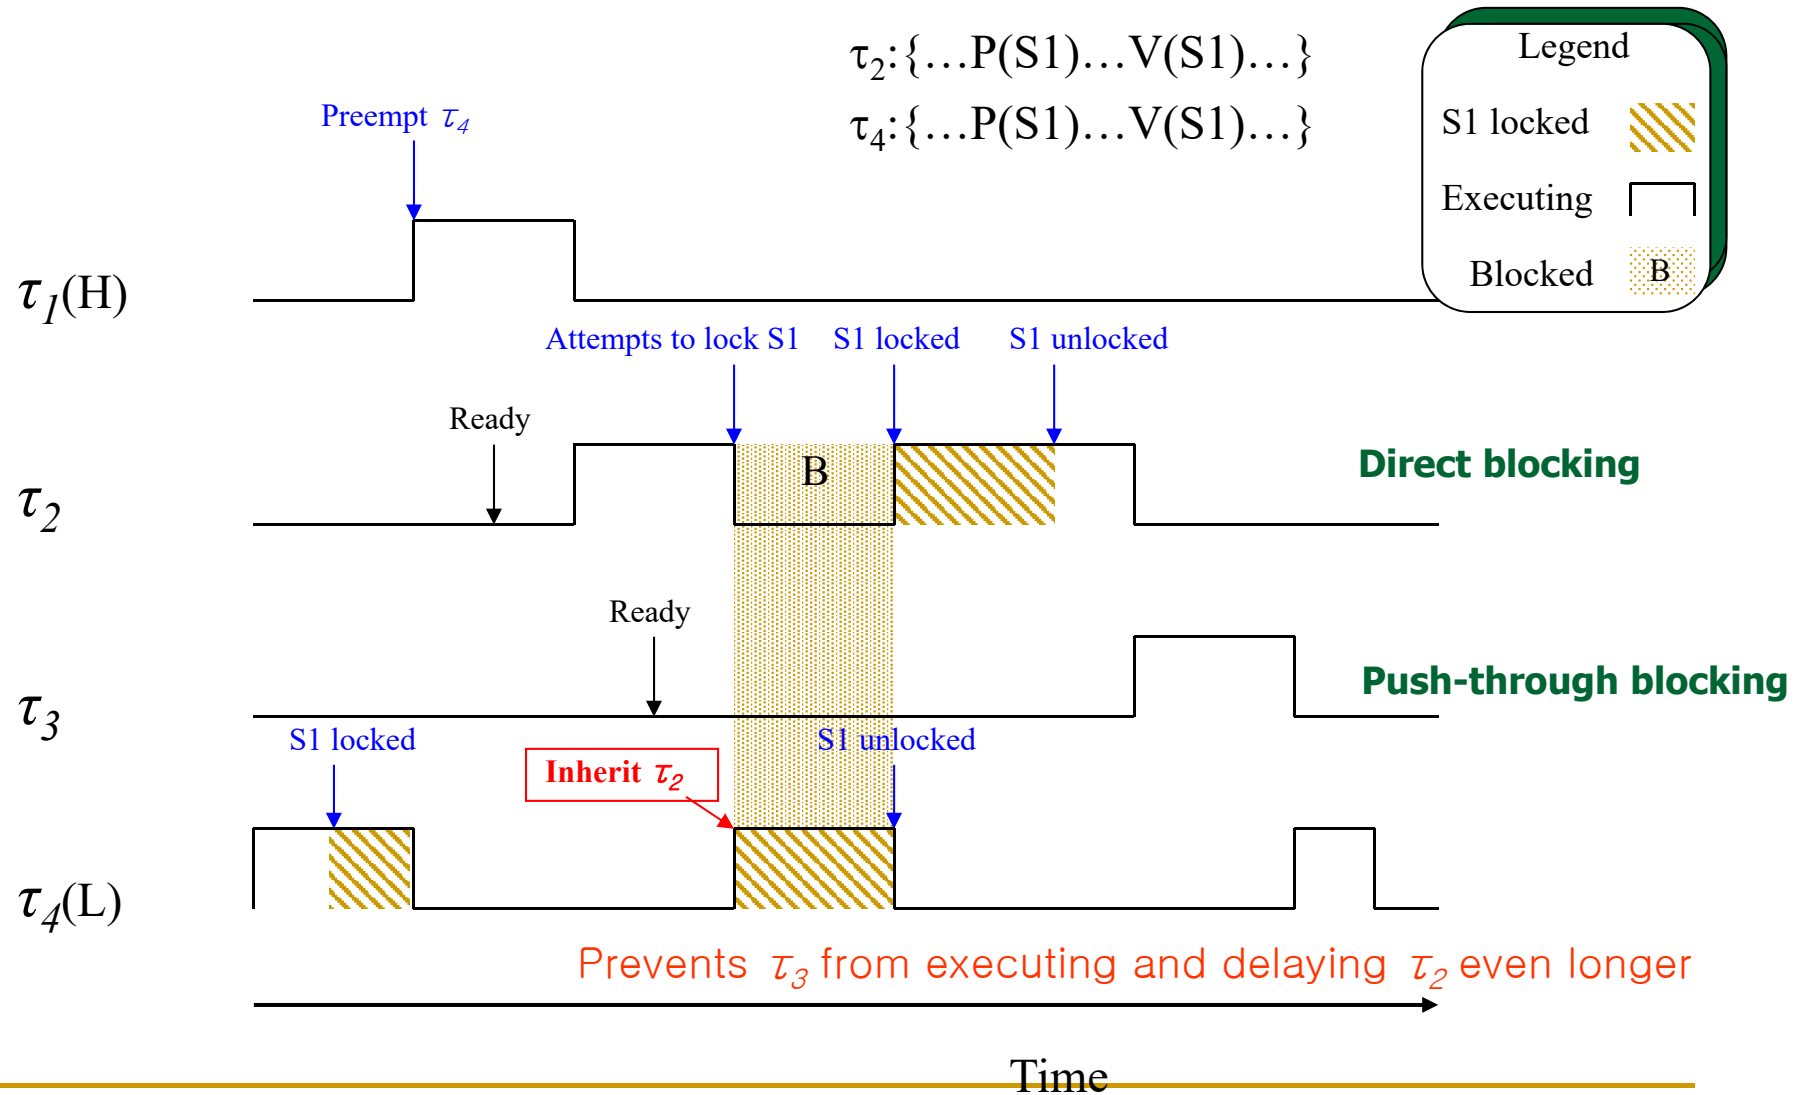 τ2:{…P(S1)…V(S1)…}
τ4:{…P(S1)…V(S1)…}
Legend
S1 locked
Executing
Blocked B
Preempt τ4
τ1(H)
Attempts to lock S1 S1 locked S1 unlocked
Ready
B
Direct blocking
τ2
Ready
Push-through blocking
τ3
S1 locked S1 unlocked
Inherit τ2
τ4(L)
Prevents τ3 from executing and delaying τ2 even longer
Time